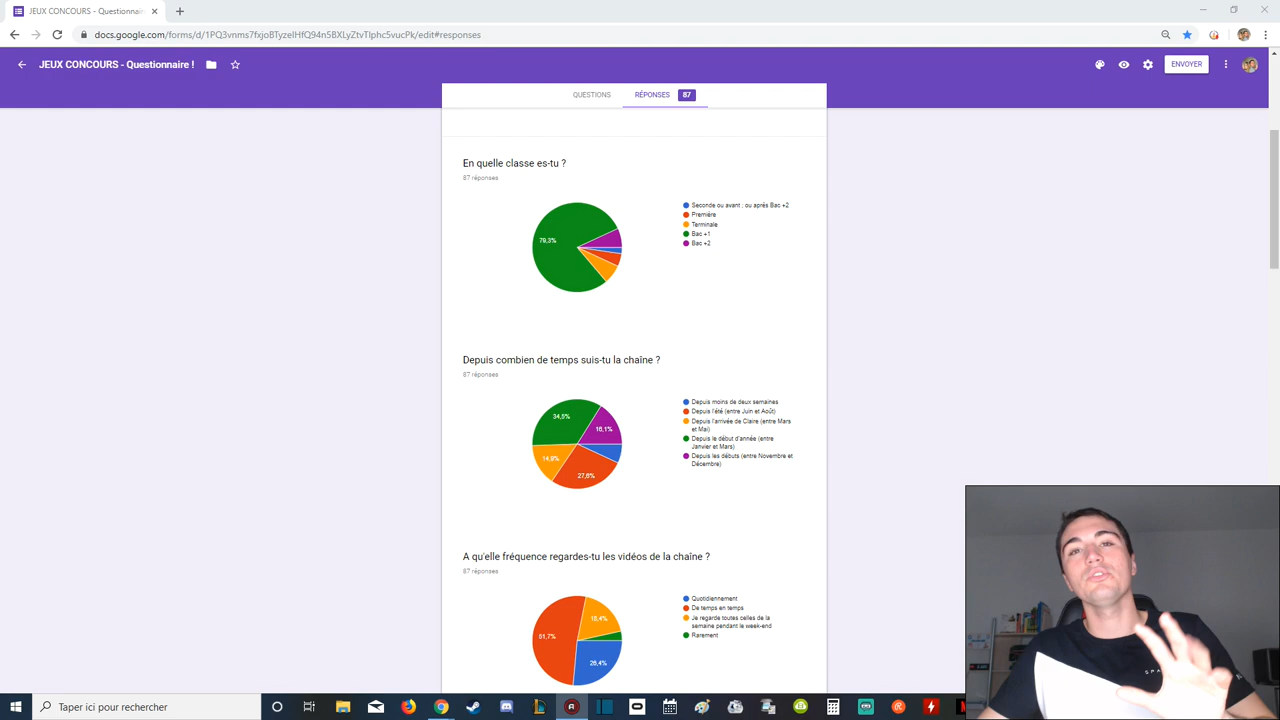 JEUX CONCOURS - Questionnair
docs.google.com/forms/d/1PQ3vnms7fxjoBTyzeIHfQ94n5BXLyZtvTlphc5vucPk/edit#responses
JEUX CONCOURS - Questionnaire !
ENVOYER
QUESTIONS
RÉPONSES
87
En quelle classe es-tu ?
87 réponses
79,3%
Seconde ou avant ; ou après Bac +2
Première
Terminale
Bac +1
Bac +2
Depuis combien de temps suis-tu la chaîne ?
87 réponses
34,5%
16,1%
14,9%
27,6%
Depuis moins de deux semaines
Depuis l'été (entre Juin et Août)
Depuis l'arrivée de Claire (entre Mars
et Mai)
Depuis le début d'année (entre
Janvier et Mars)
Depuis les débuts (entre Novembre et
Décembre)
A qu'elle fréquence regardes-tu les vidéos de la chaîne ?
87 réponses
51,7%
18,4%
26,4%
Quotidiennement
De temps en temps
Je regarde toutes celles de la
semaine pendant le week-end
Rarement
Taper ici pour rechercher